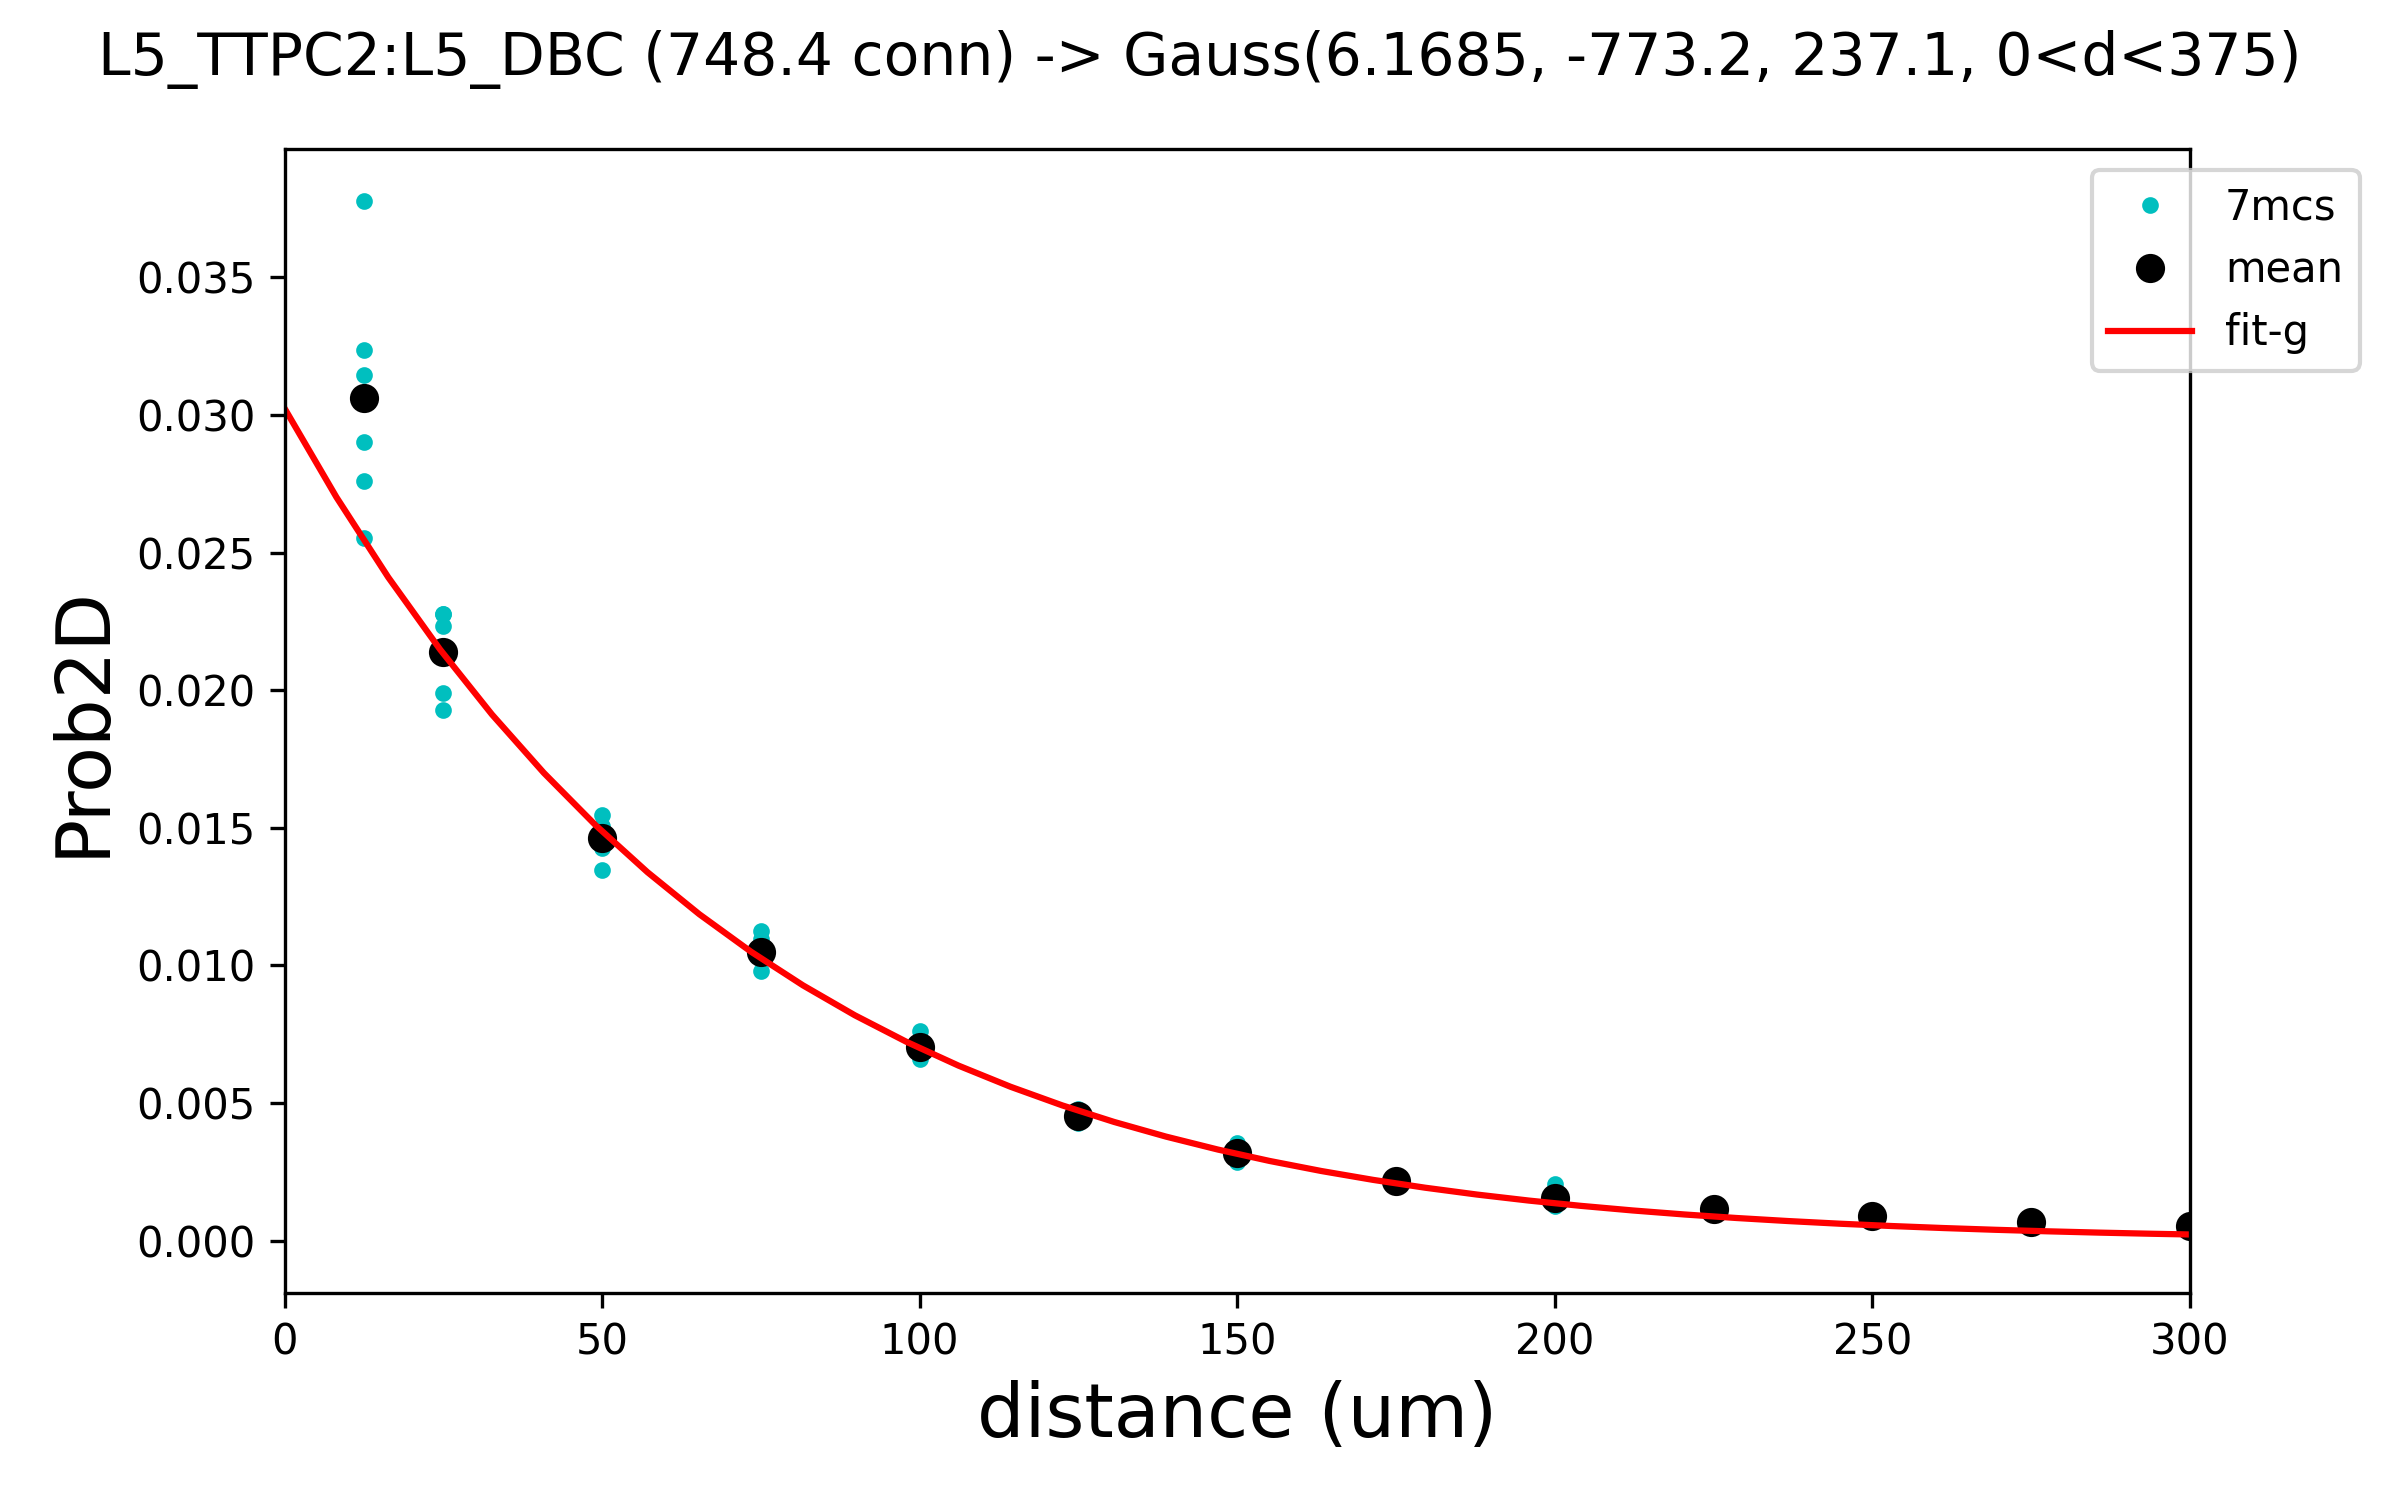 L5_TTPC2:L5_DBC (748.4 conn) -> Gauss(6.1685, -773.2, 237.1, 0<d<375)
7mcs
mean
fit-g
Prob2D
0.035
0.030
0.025
0.020
0.015
0.010
0.005
0.000
0 50 100 150 200 250 300
distance (um)